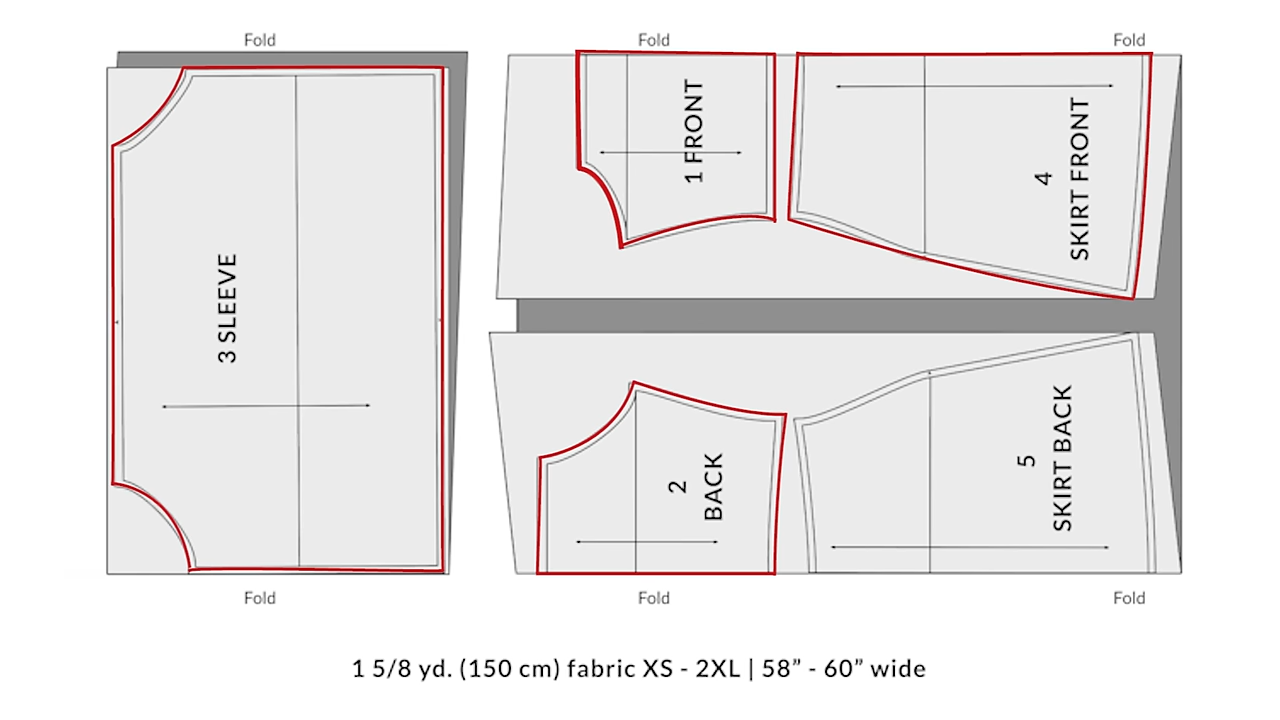 Fold
Fold
Fold
3 SLEEVE
1 FRONT
4
SKIRT FRONT
2
BACK
5
SKIRT BACK
Fold
Fold
Fold
1 5/8 yd. (150 cm) fabric XS - 2XL | 58” - 60” wide